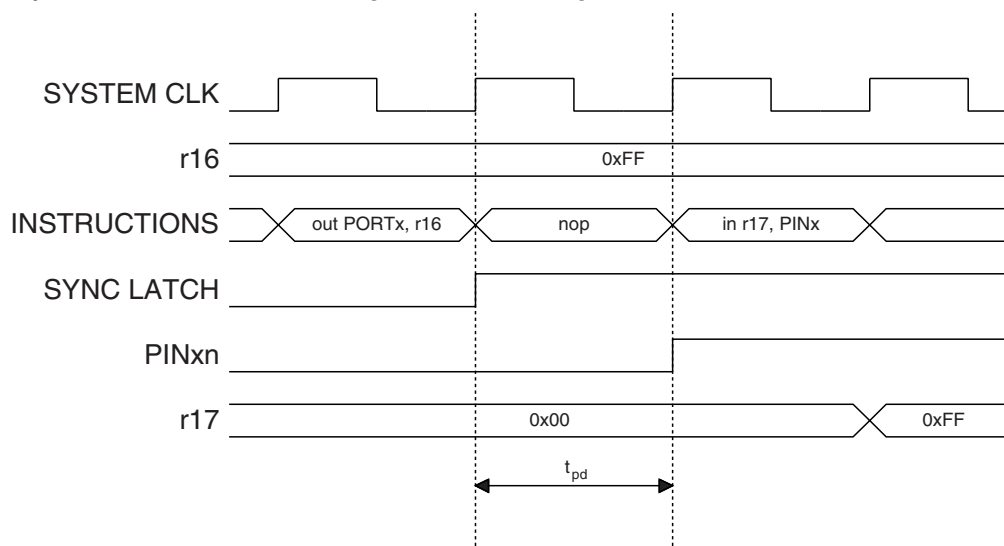 SYSTEM CLK
r16
0xFF
INSTRUCTIONS
out PORTx, r16
nop
in r17, PINx
SYNC LATCH
PINxn
r17
0x00
0xFF
tpd